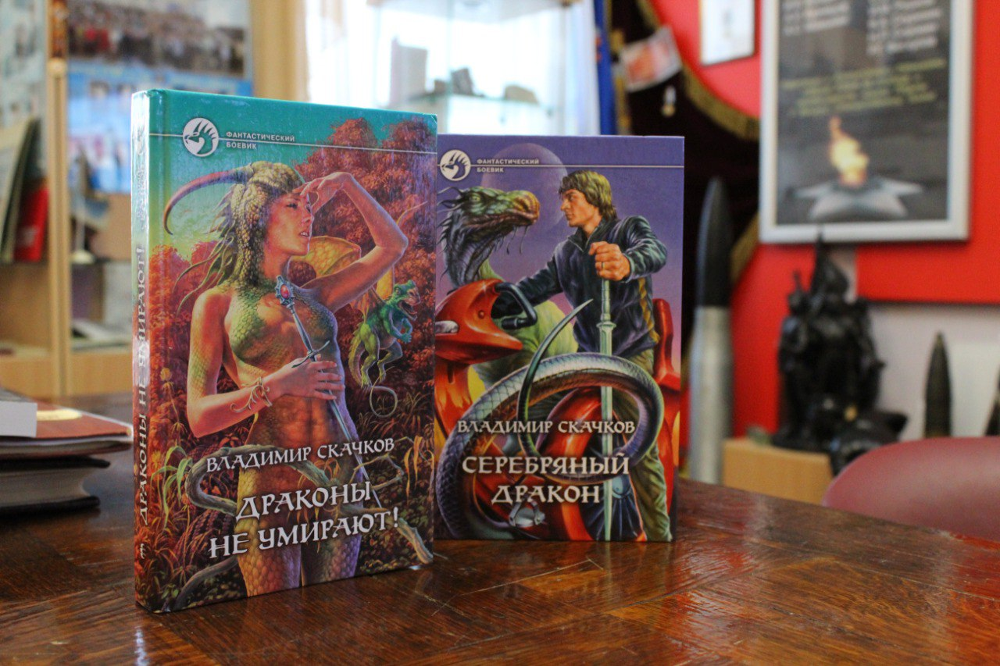 ФАНТАСТИЧЕСКИЙ
БОЕВИК
ВЛАДИМИР СКАЧКОВ
ДРАКОНЫ
НЕ УМИРАЮТ!
ДРАКОНЫ НЕ УМИРАЮТ!
ФАНТАСТИЧЕСКИЙ
БОЕВИК
ВЛАДИМИР СКАЧКОВ
СЕРЕБРЯНЫЙ
ДРАКОН